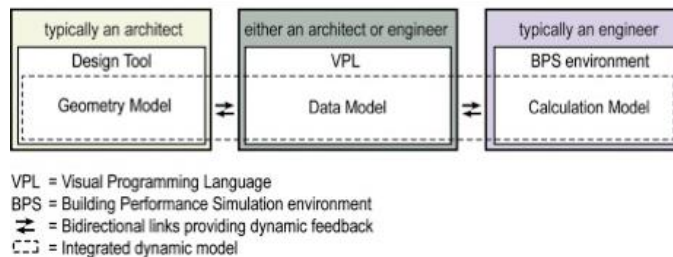 typically an architect
either an architect or engineer
typically an engineer
Design Tool
VPL
BPS environment
Geometry Model
Data Model
Calculation Model
VPL = Visual Programming Language
BPS = Building Performance Simulation environment
⇄ = Bidirectional links providing dynamic feedback
= Integrated dynamic model